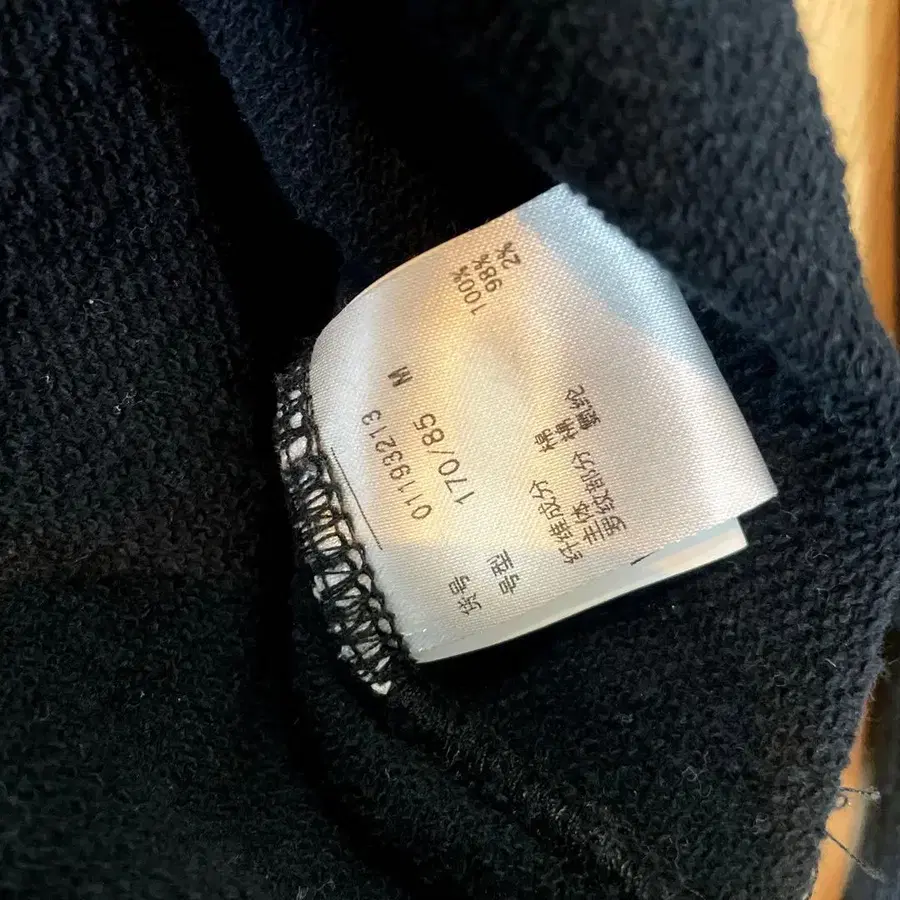 货号 01193213
号型 170/85 M
纤维成分 棉 100%
主体 棉 98%
罗纹部分 氨纶 2%